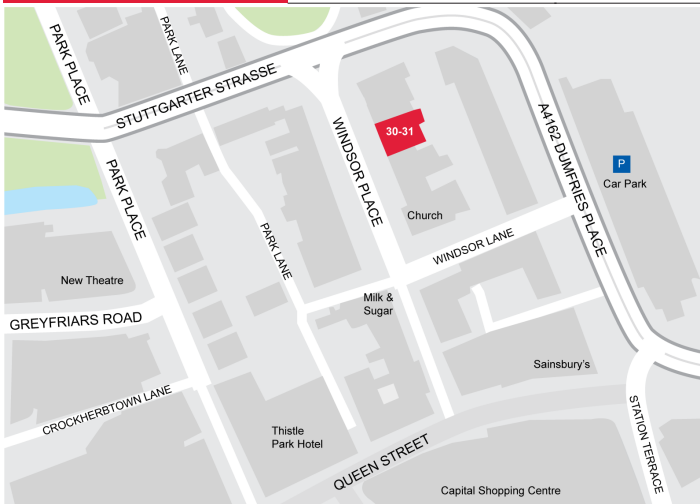 PARK PLACE
PARK LANE
STUTTGARTER STRASSE
WINDSOR PLACE
30-31
A4162 DUMFRIES PLACE
P
Car Park
PARK PLACE
Church
PARK LANE
WINDSOR LANE
New Theatre
Milk &
Sugar
GREYFRIARS ROAD
Sainsbury's
CROCKHERBTOWN LANE
STATION TERRACE
Thistle
Park Hotel
QUEEN STREET
Capital Shopping Centre